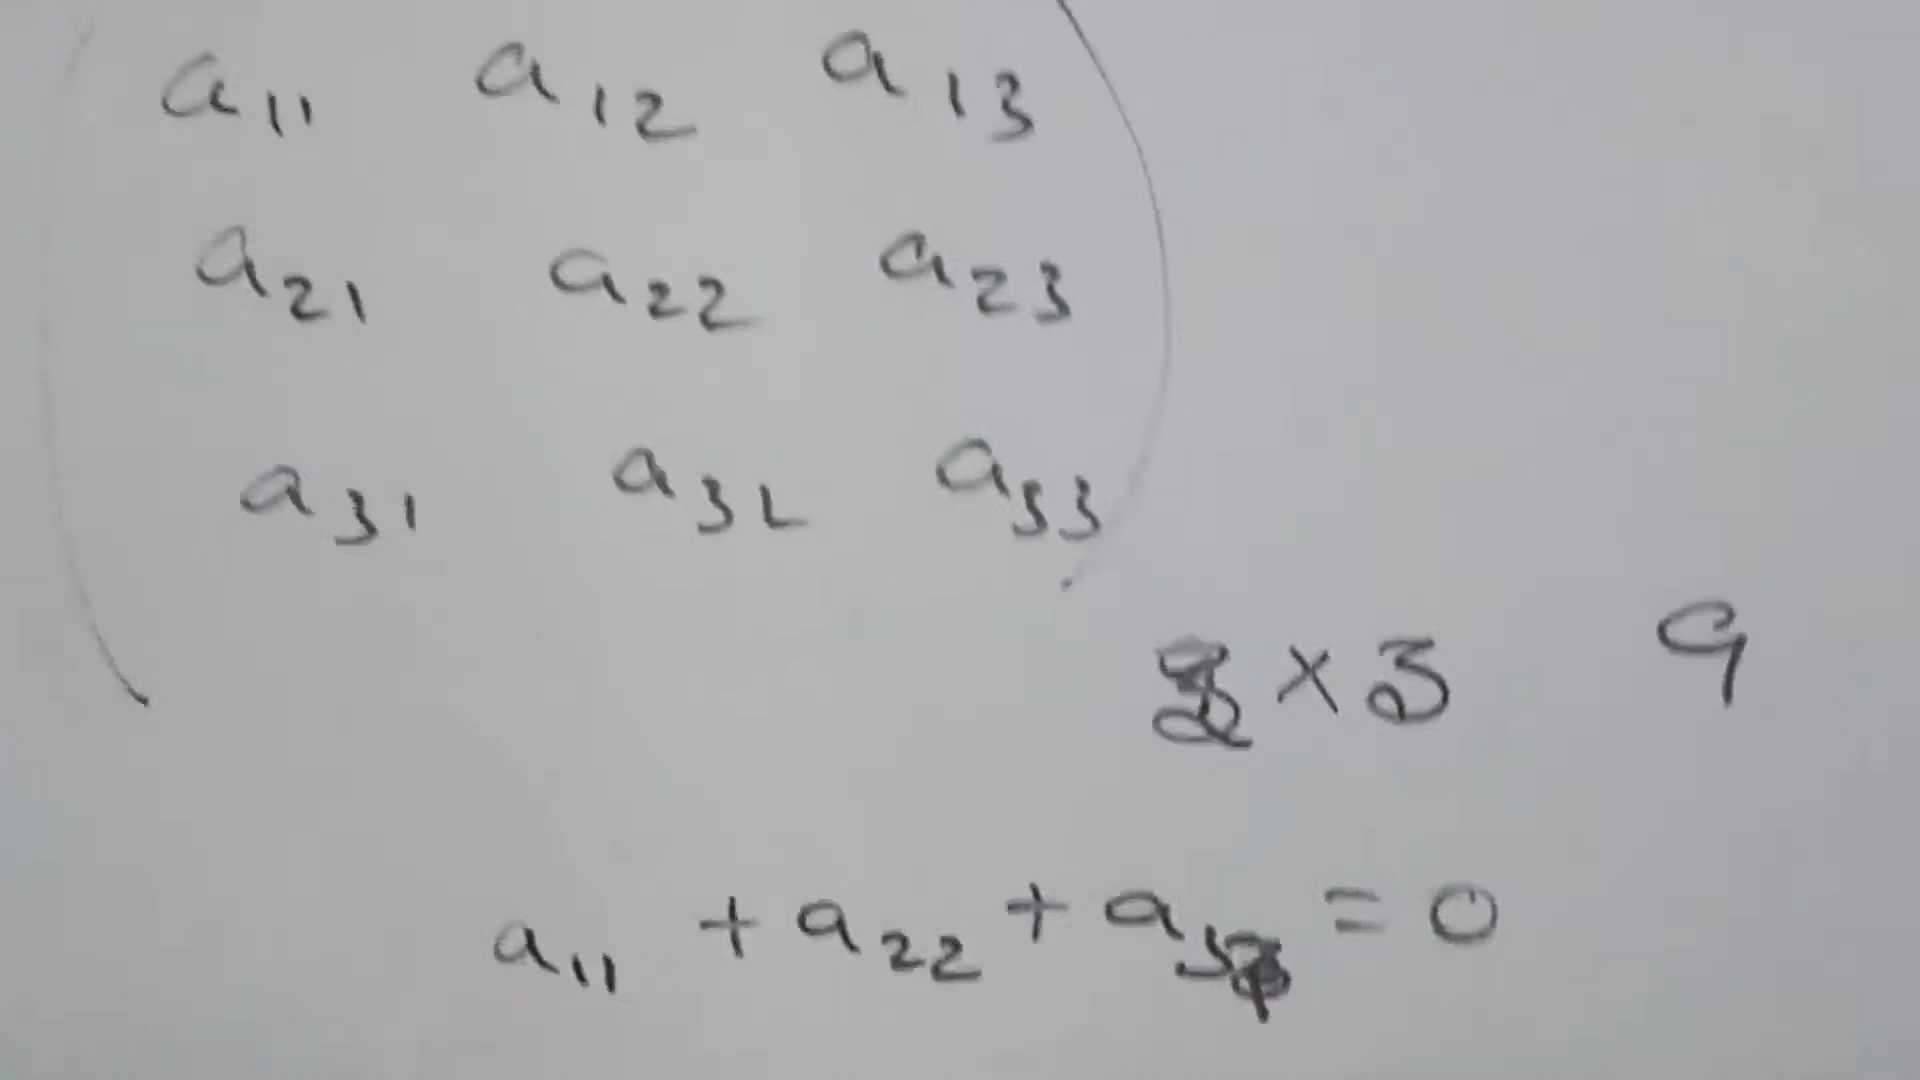 a11 a12 a13
a21 a22 a23
a31 a32 a33
3 × 3 9
a11 + a22 + a33 = 0